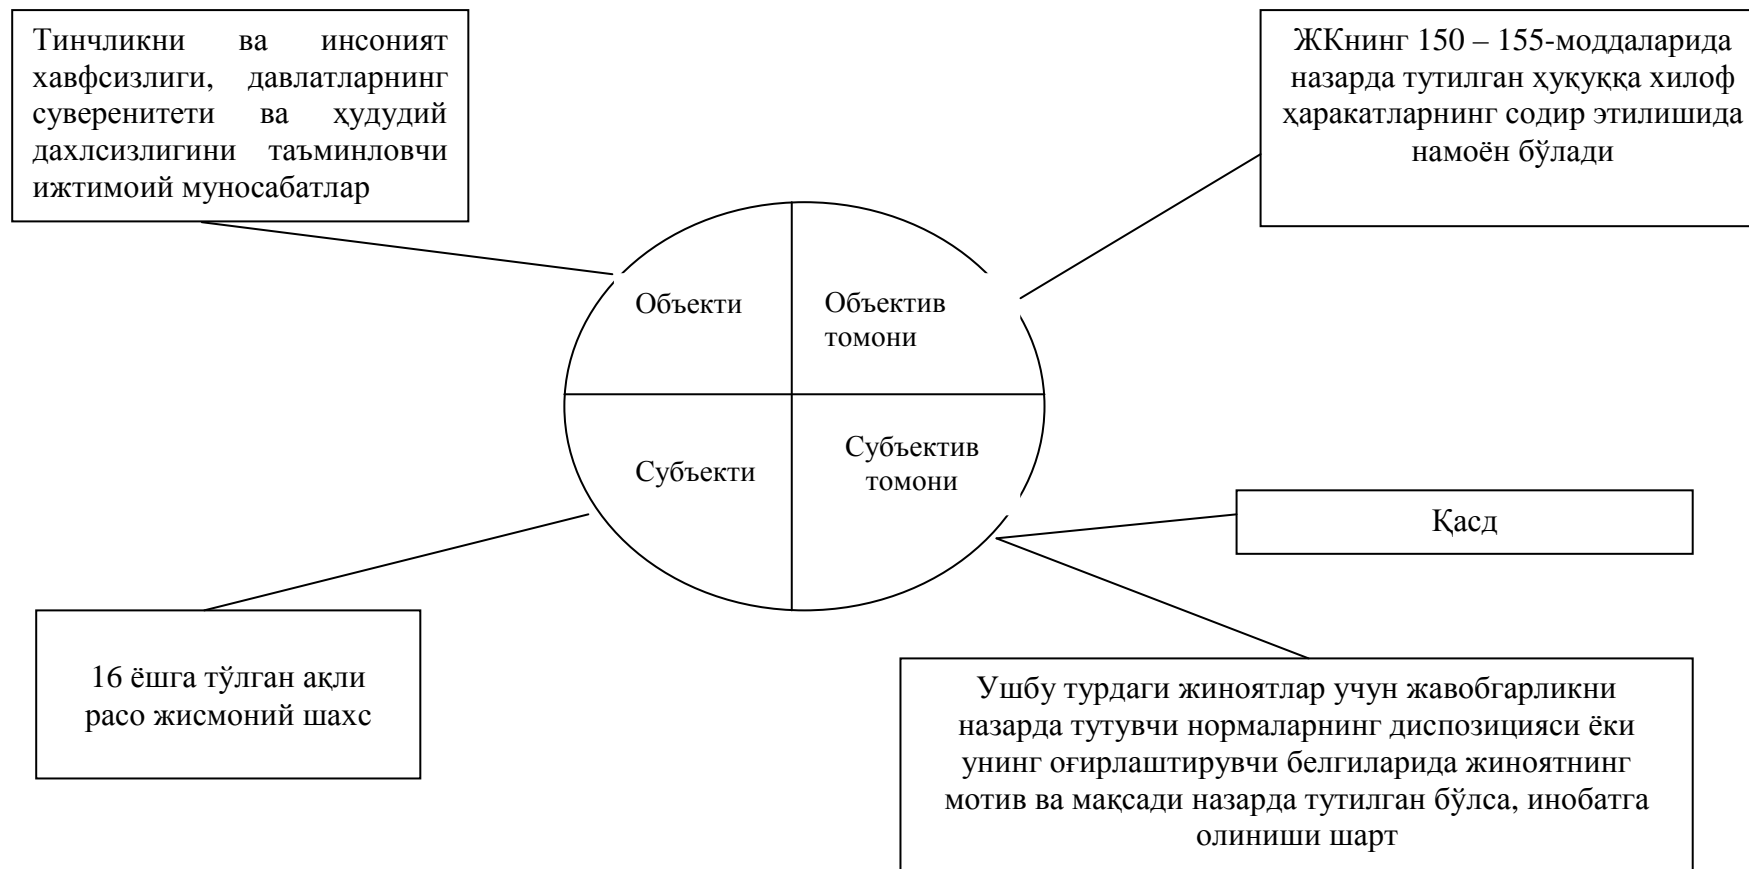 Тинчликни ва инсоният
хавфсизлиги, давлатларнинг
суверенитети ва ҳудудий
дахлсизлигини таъминловчи
ижтимоий муносабатлар
ЖКнинг 150 – 155-моддаларида
назарда тутилган ҳуқуққа хилоф
ҳаракатларнинг содир этилишида
намоён бўлади
Объекти
Объектив
томони
Субъекти
Субъектив
томони
Қасд
16 ёшга тўлган ақли
расо жисмоний шахс
Ушбу турдаги жиноятлар учун жавобгарликни
назарда тутувчи нормаларнинг диспозицияси ёки
унинг оғирлаштирувчи белгиларида жиноятнинг
мотив ва мақсади назарда тутилган бўлса, инобатга
олиниши шарт